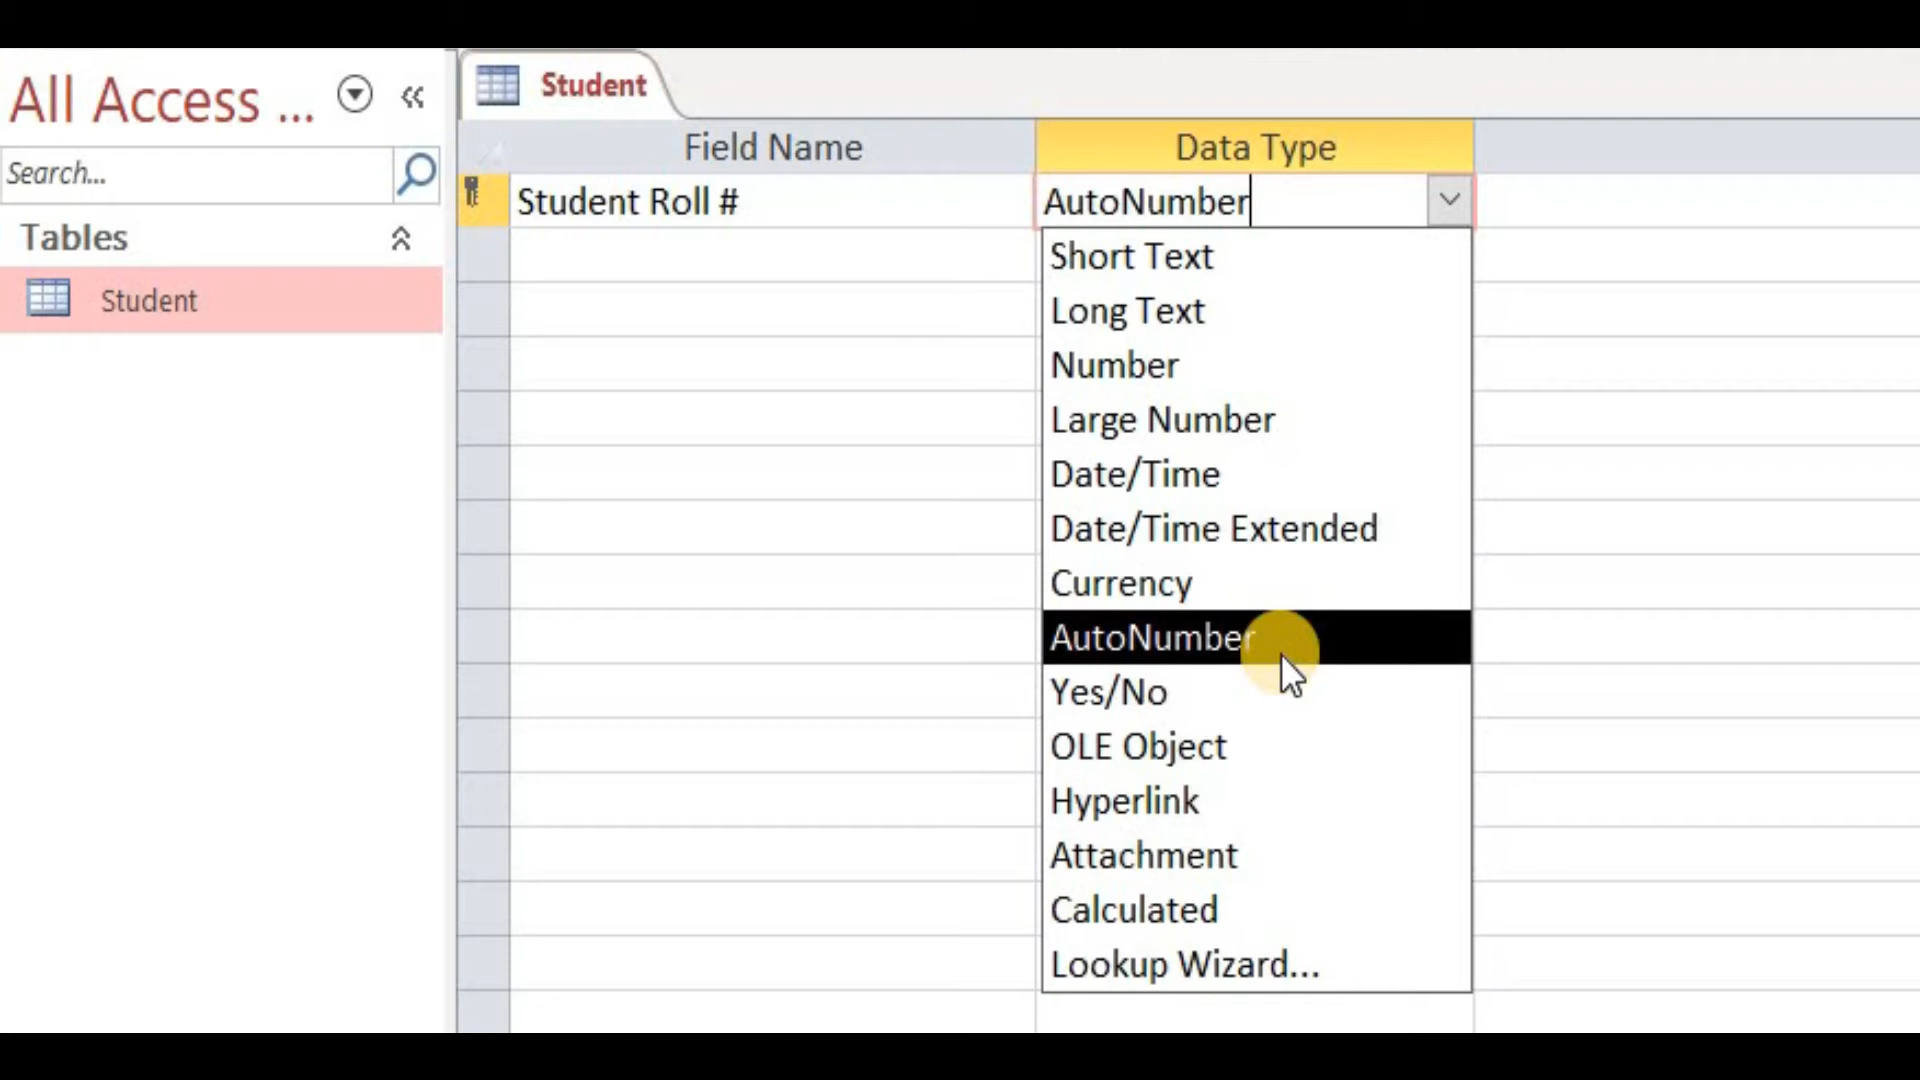 All Access ...
Search...
Tables
Student
Student
Field Name
Data Type
Student Roll #
AutoNumber
Short Text
Long Text
Number
Large Number
Date/Time
Date/Time Extended
Currency
AutoNumber
Yes/No
OLE Object
Hyperlink
Attachment
Calculated
Lookup Wizard...